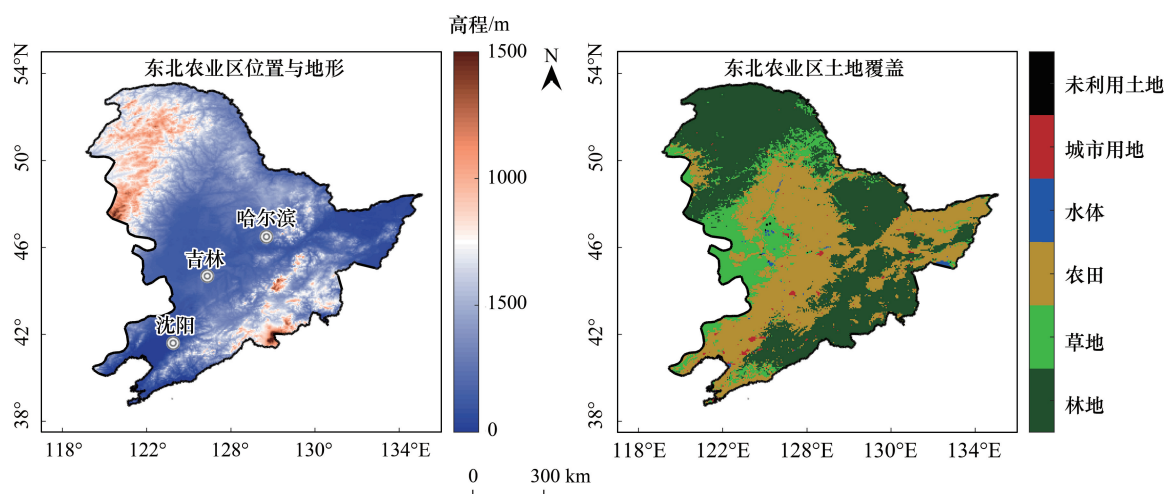 高程/m
东北农业区位置与地形
54°N
50°
46°
42°
38°
118°
122°
128°
130°
134°E
哈尔滨
吉林
沈阳
1500
1000
1500
0
N
东北农业区土地覆盖
54°N
50°
46°
42°
38°
118°E
122°E
128°E
130°E
134°E
未利用土地
城市用地
水体
农田
草地
林地
0 300 km